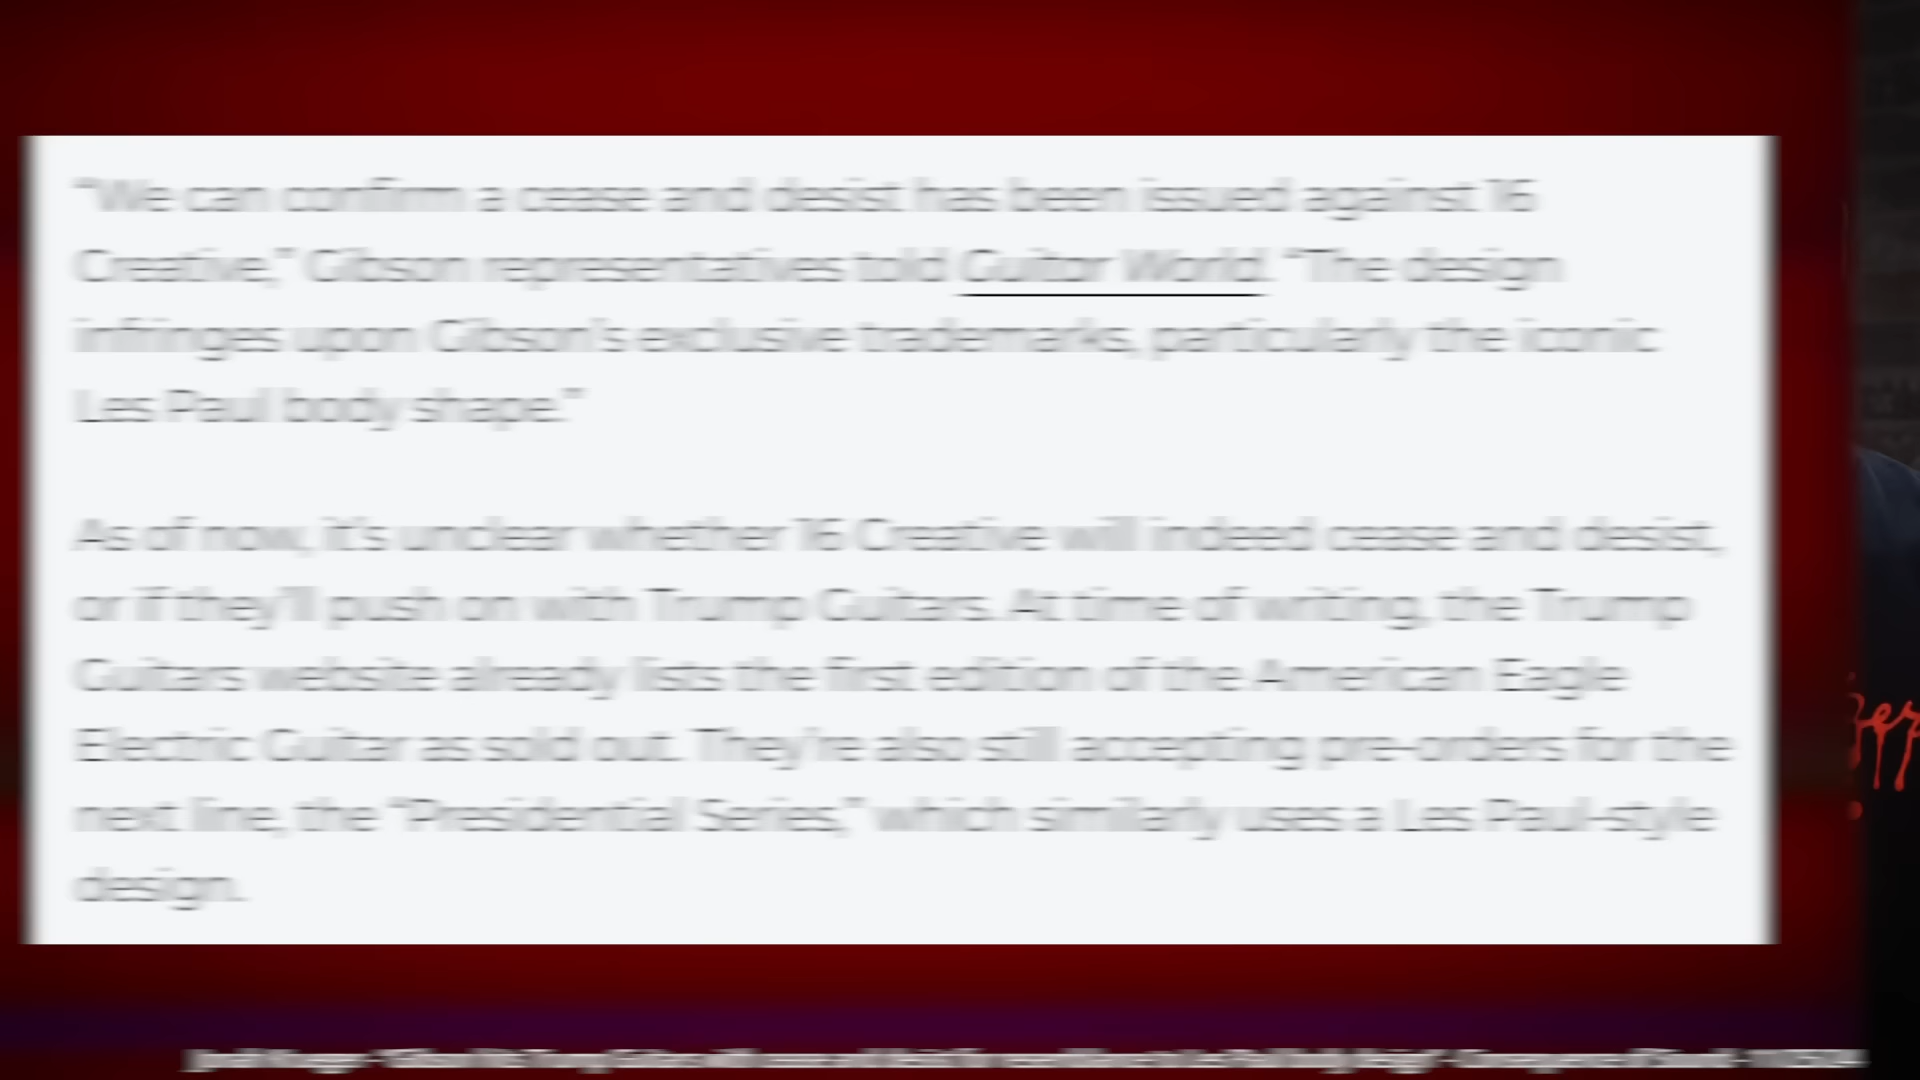 “We can confirm a cease and desist has been issued against 16
Creative,” Gibson representatives told Guitar World. “The design
infringes upon Gibson’s exclusive trademarks, particularly the iconic
Les Paul body shape.”
As of now, it’s unclear whether 16 Creative will indeed cease and desist,
or if they’ll push on with Trump Guitars. At time of writing, the Trump
Guitars website already lists the first edition of the American Eagle
Electric Guitar as sold out. They’re also still accepting pre-orders for the
next line, the “Presidential Series,” which similarly uses a Les Paul-style
design.